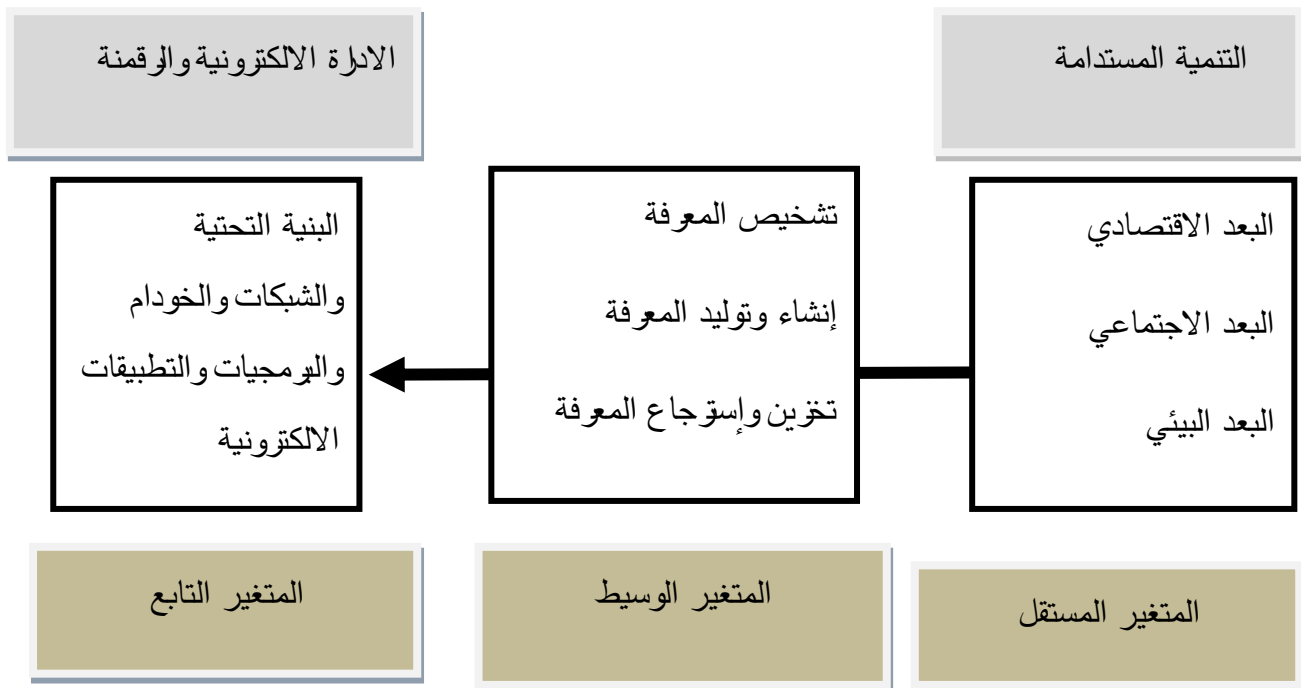 التنمية المستدامة
الادارة الالكترونية والرقمنة
البعد الاقتصادي
البعد الاجتماعي
البعد البيئي
تشخيص المعرفة
إنشاء وتوليد المعرفة
تخزين وإسترجاع المعرفة
البنية التحتية
والشبكات والخودام
والبرمجيات والتطبيقات
الالكترونية
المتغير المستقل
المتغير الوسيط
المتغير التابع